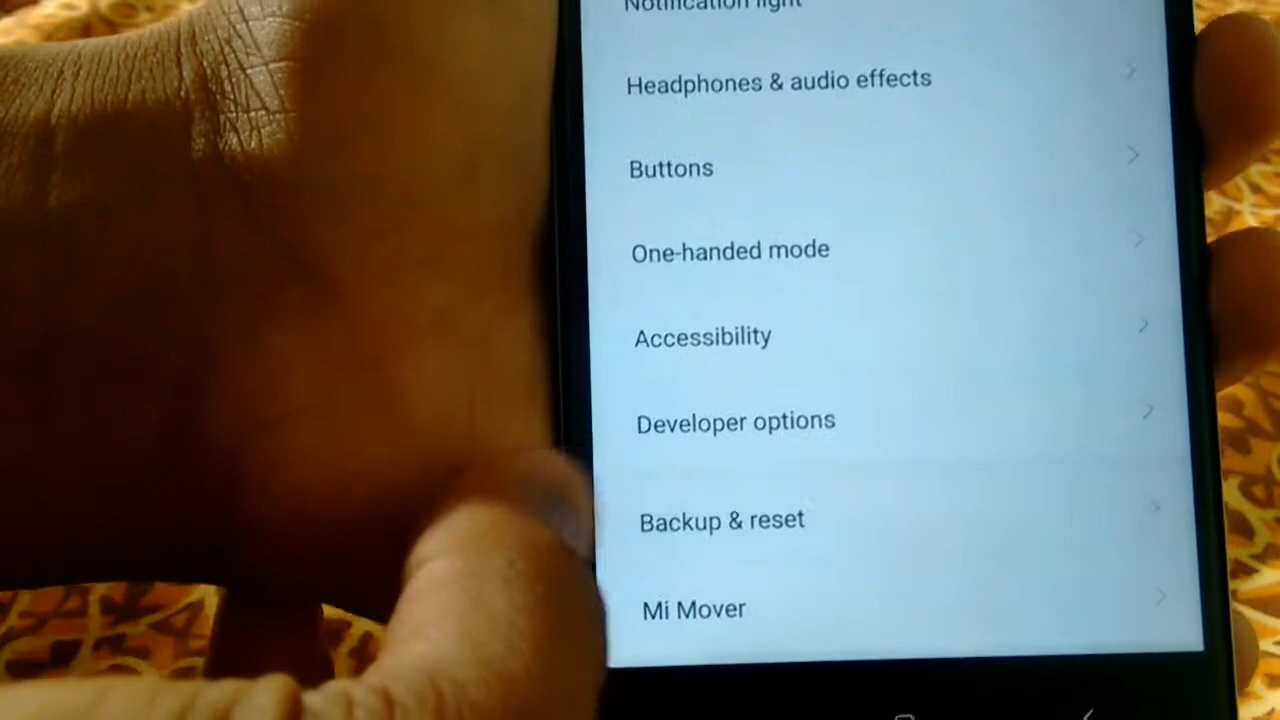 Notification light
Headphones & audio effects
Buttons
One-handed mode
Accessibility
Developer options
Backup & reset
Mi Mover